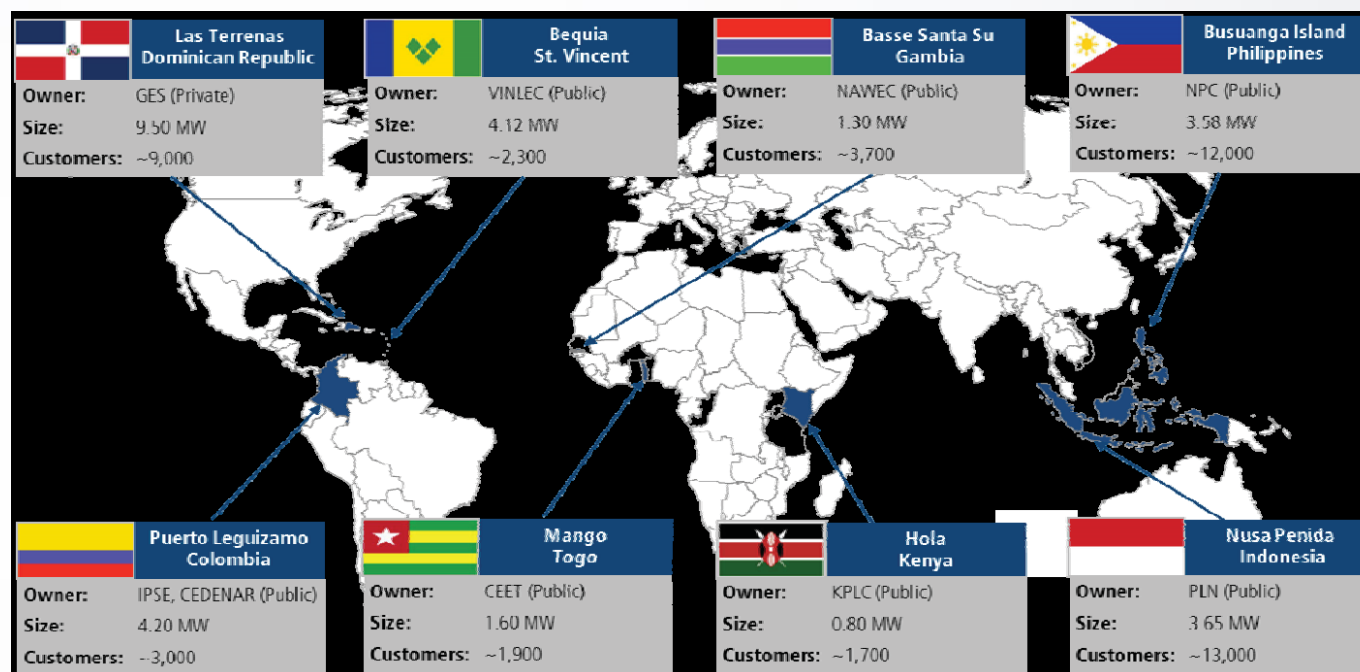 Las Terrenas
Dominican Republic
Owner: GES (Private)
Size: 9.50 MW
Customers: ~9,000
Bequia
St. Vincent
Owner: VINLEC (Public)
Size: 4.12 MW
Customers: ~2,300
Basse Santa Su
Gambia
Owner: NAWEC (Public)
Size: 1.30 MW
Customers: ~3,700
Busuanga Island
Philippines
Owner: NPC (Public)
Size: 3.58 MW
Customers: ~12,000
Puerto Leguizamo
Colombia
Owner: IPSE, CEDENAR (Public)
Size: 4.20 MW
Customers: ~3,000
Mango
Togo
Owner: CEET (Public)
Size: 1.60 MW
Customers: ~1,900
Hola
Kenya
Owner: KPLC (Public)
Size: 0.80 MW
Customers: ~1,700
Nusa Penida
Indonesia
Owner: PLN (Public)
Size: 3.65 MW
Customers: ~13,000